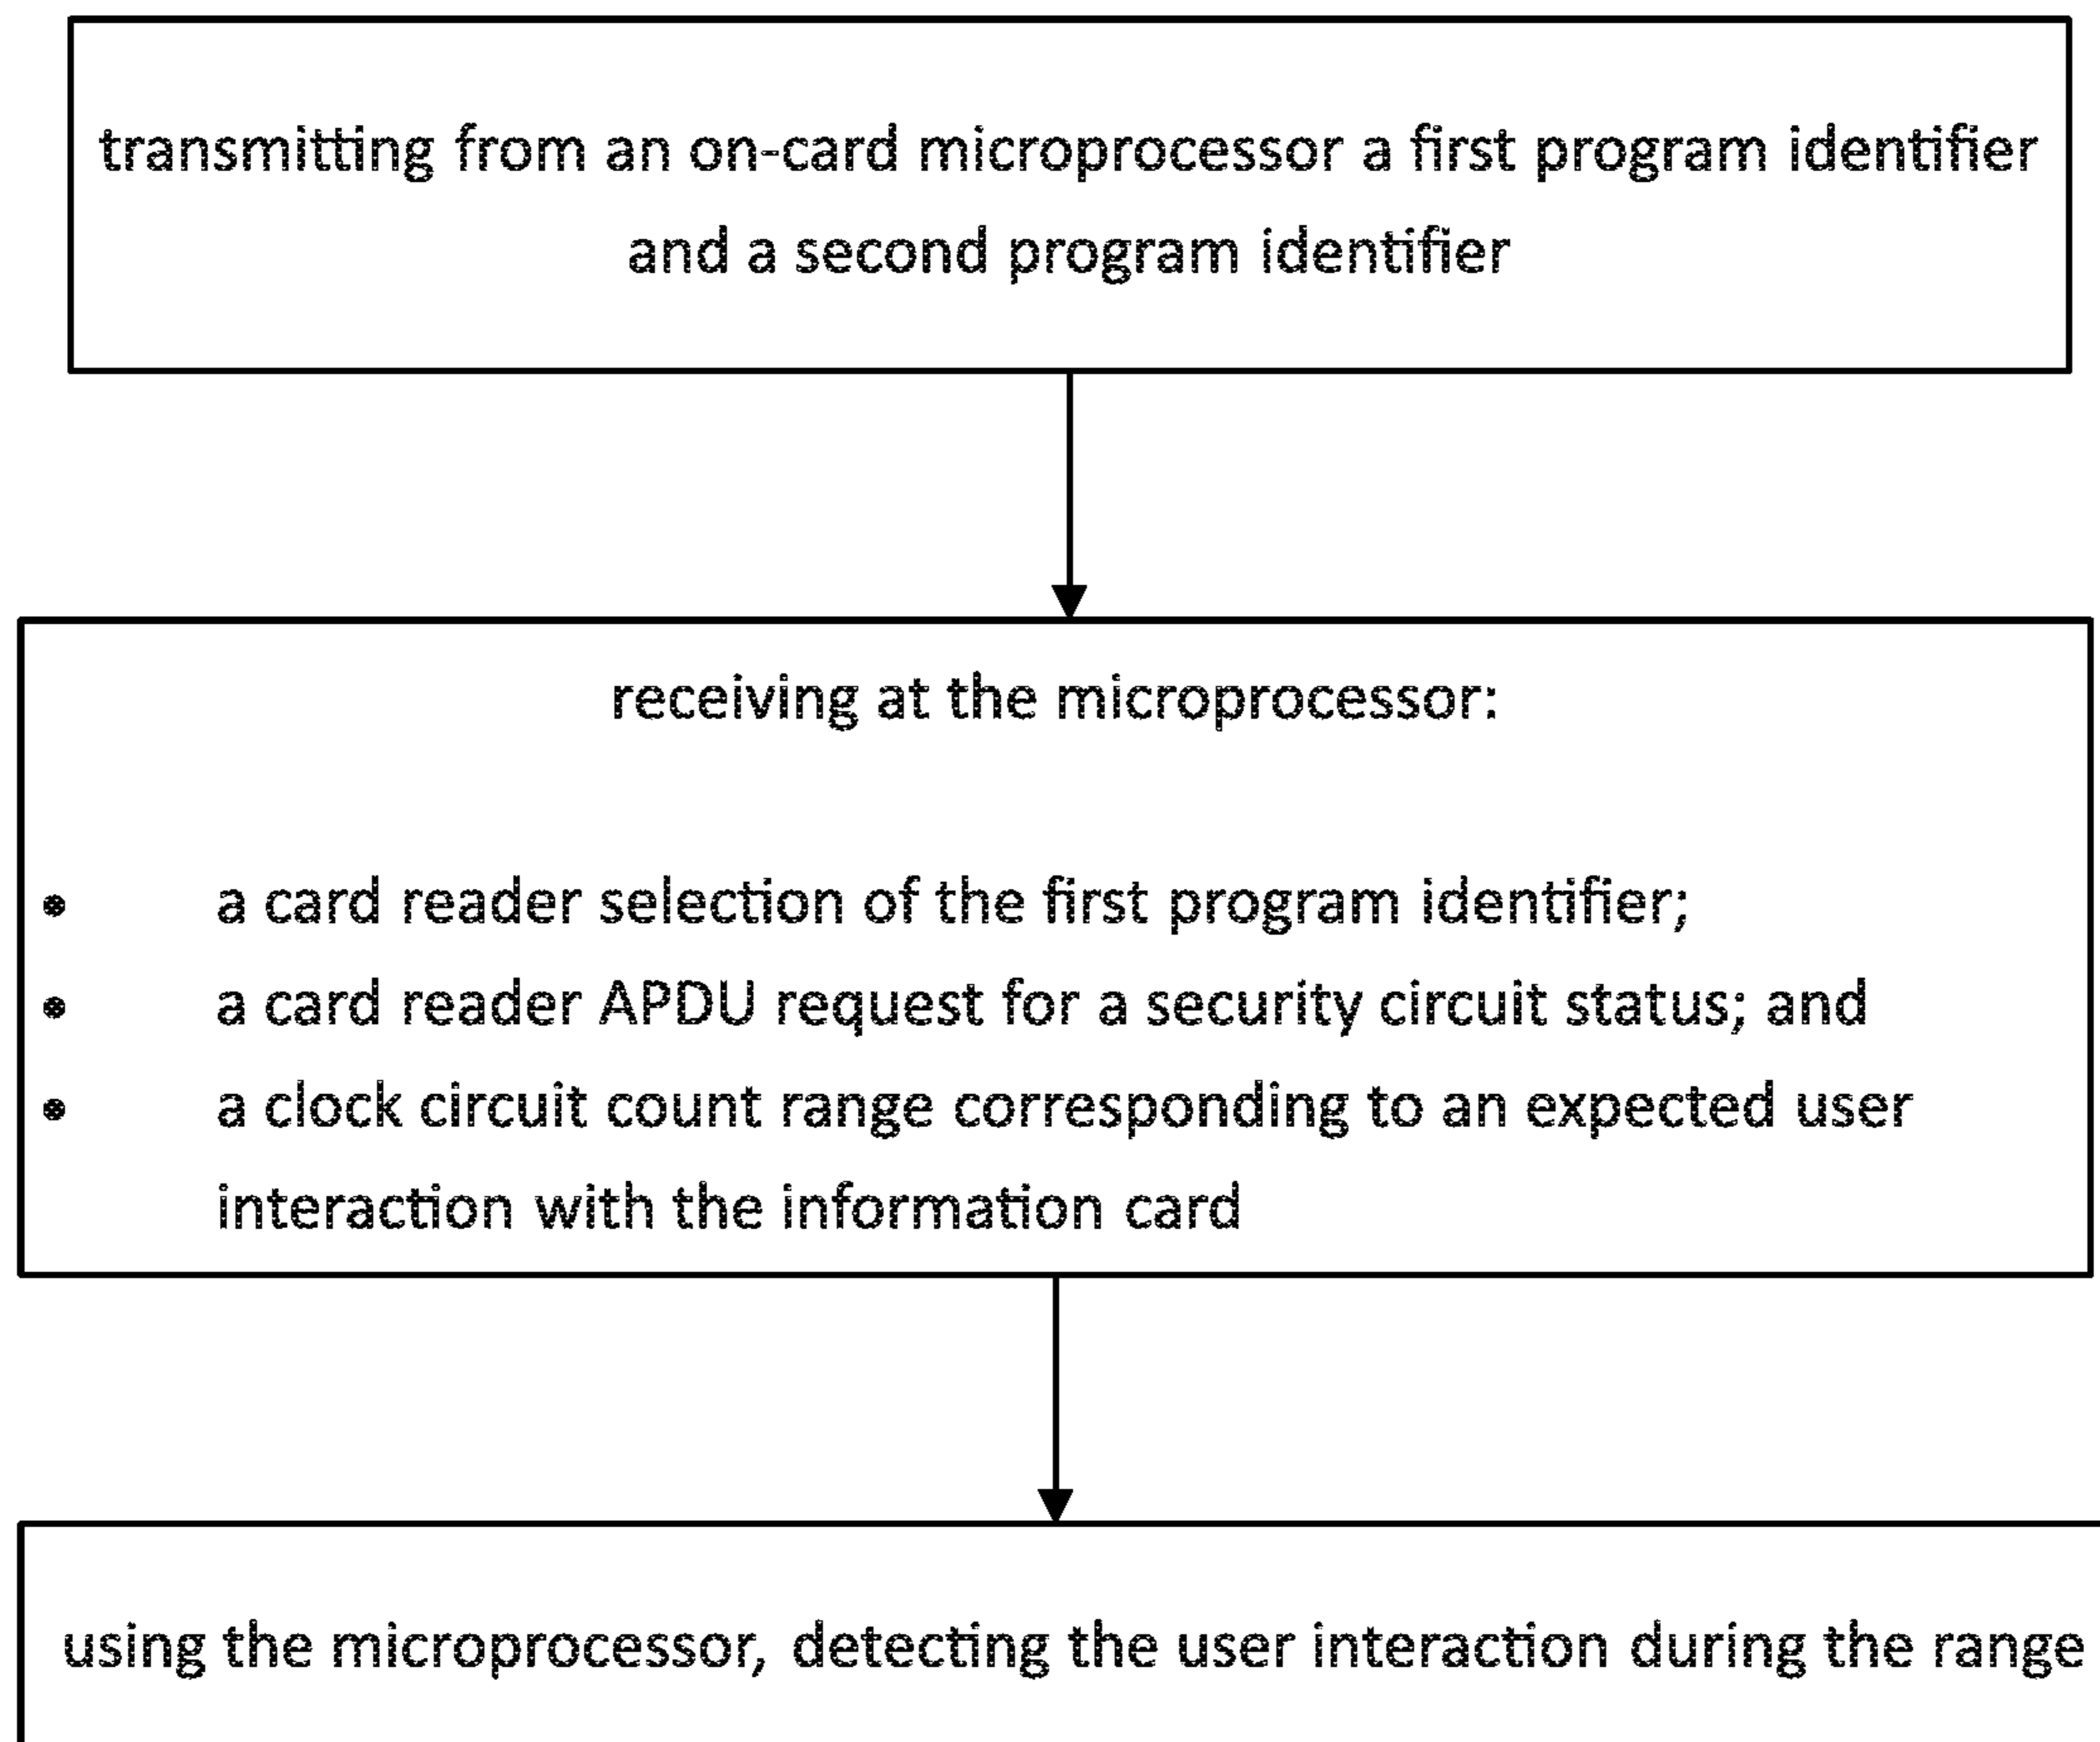 transmitting from an on-card microprocessor a first program identifier
and a second program identifier
receiving at the microprocessor:
• a card reader selection of the first program identifier;
• a card reader APDU request for a security circuit status; and
• a clock circuit count range corresponding to an expected user
interaction with the information card
using the microprocessor, detecting the user interaction during the range